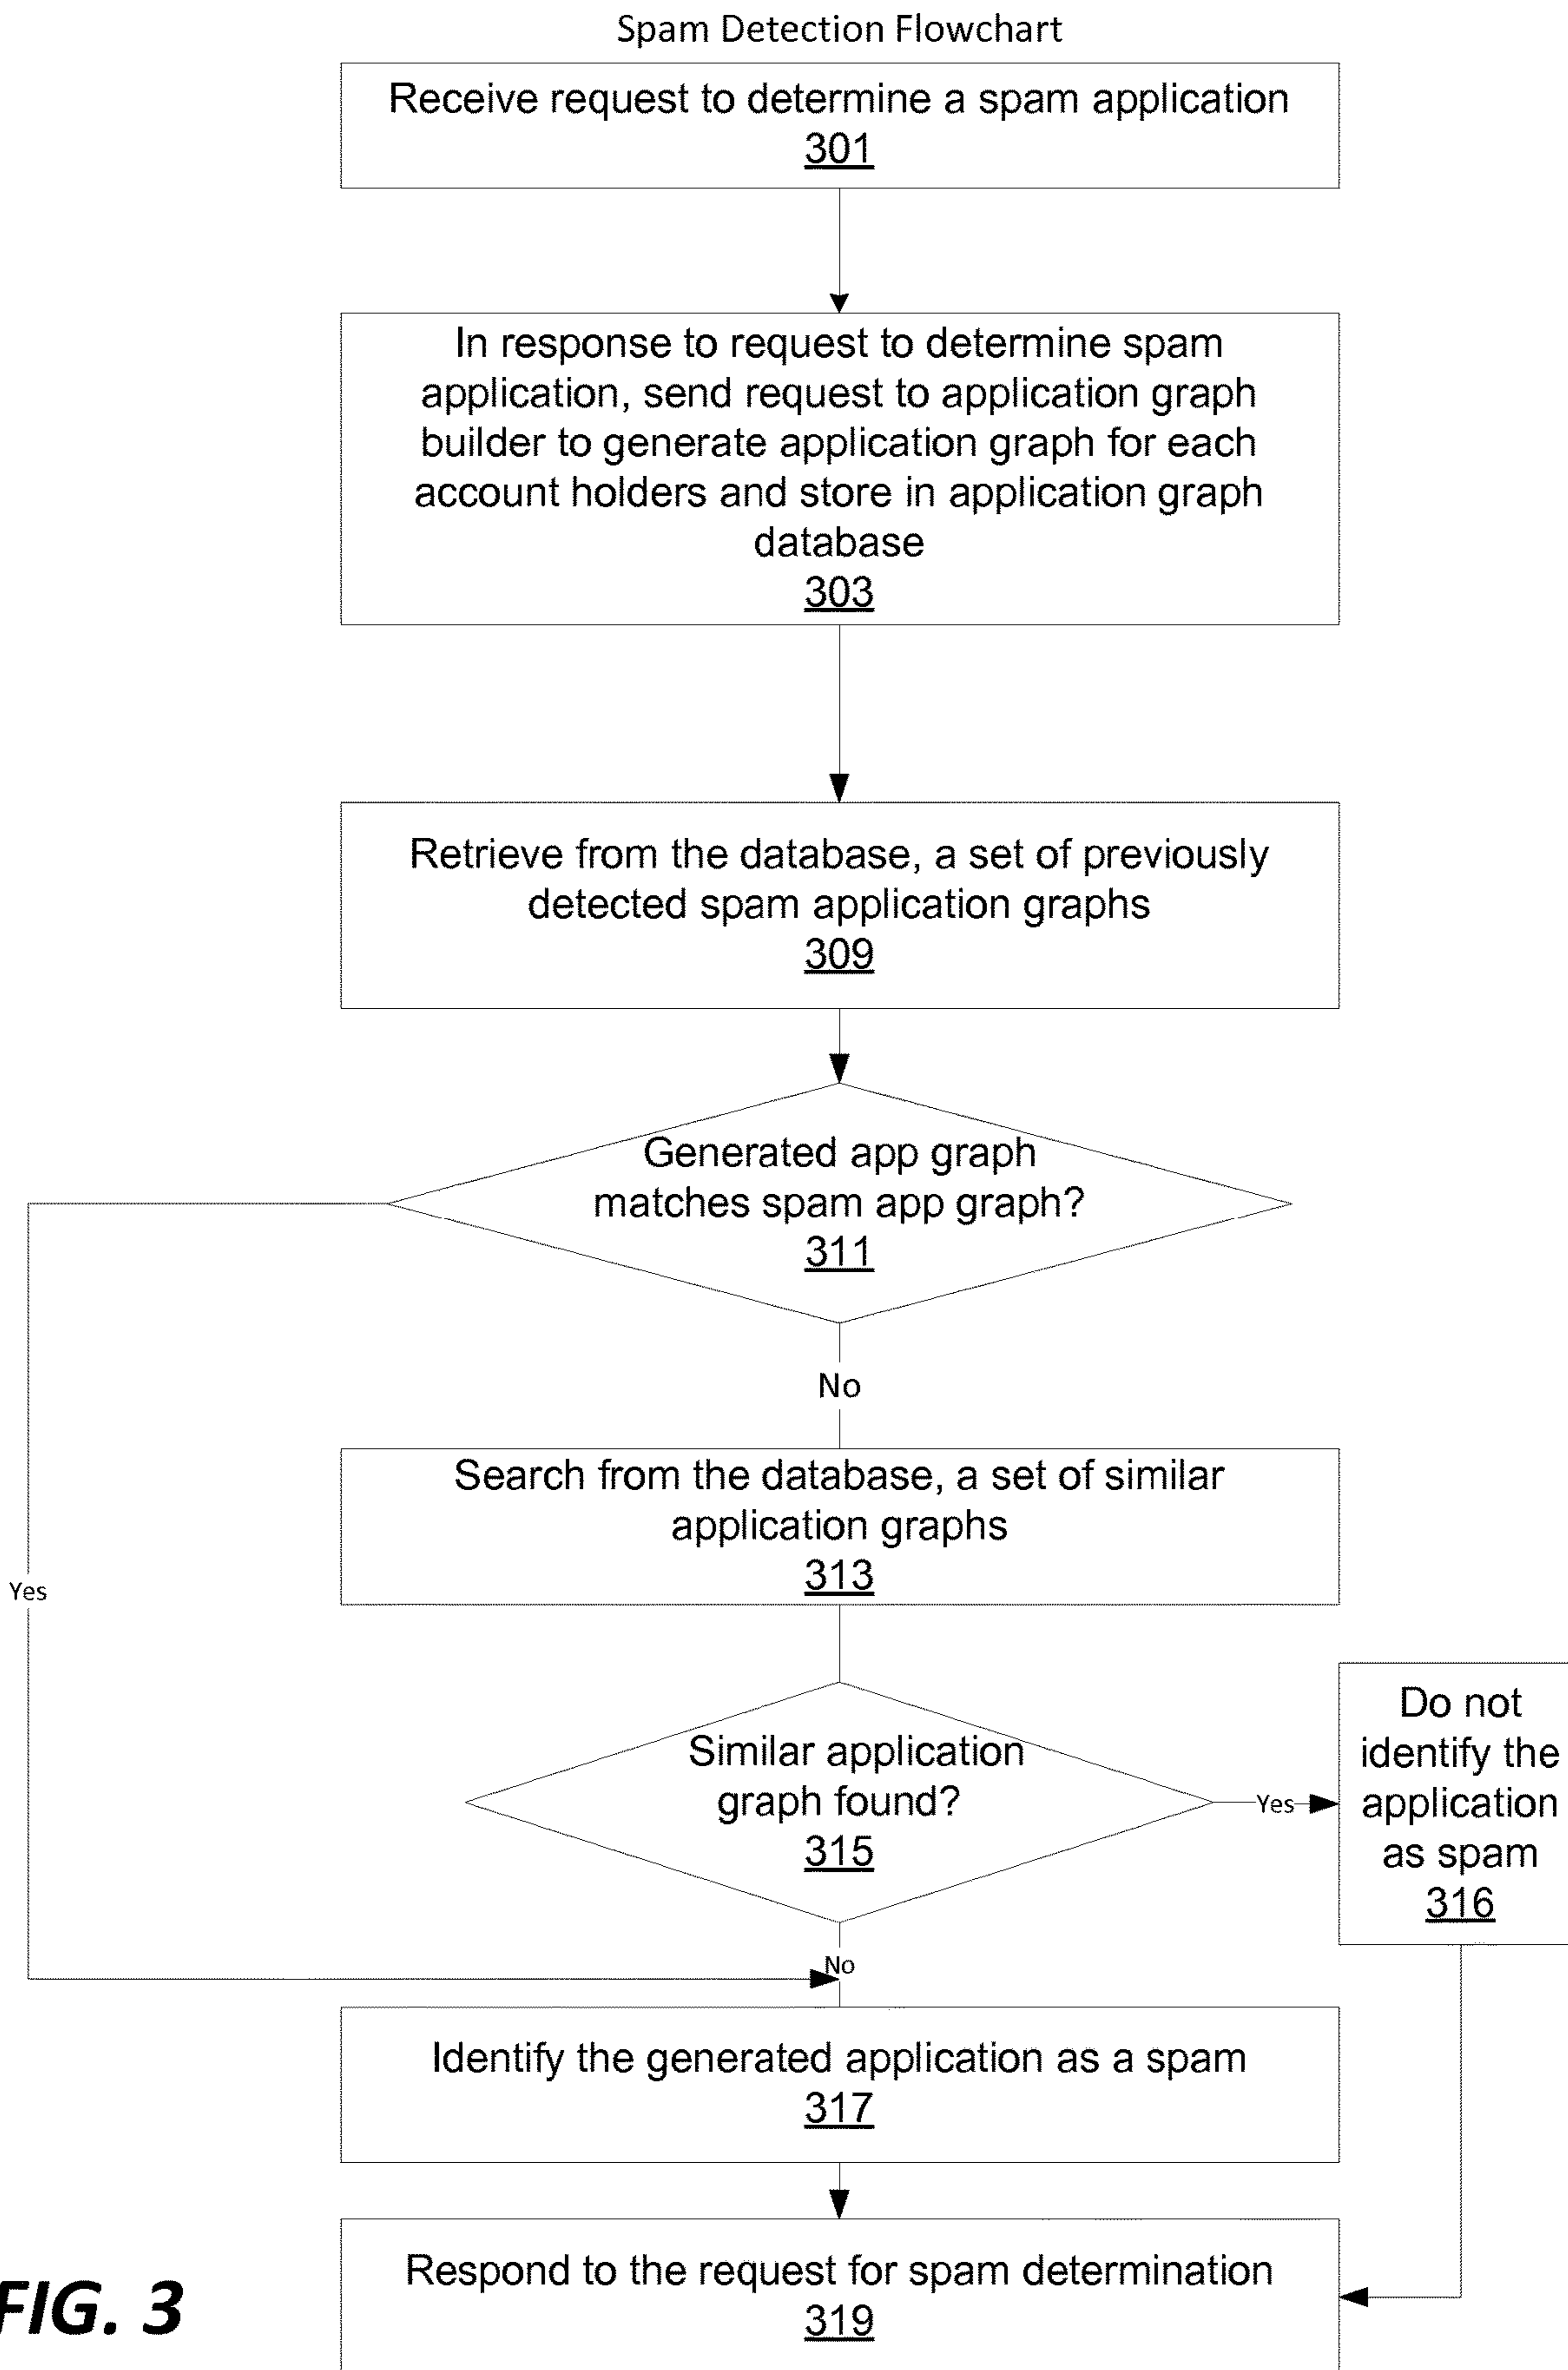 Spam Detection Flowchart
Receive request to determine a spam application
301
In response to request to determine spam
application, send request to application graph
builder to generate application graph for each
account holders and store in application graph
database
303
Retrieve from the database, a set of previously
detected spam application graphs
309
Generated app graph
matches spam app graph?
311
No
Search from the database, a set of similar
application graphs
313
Yes
Similar application
graph found?
315
Yes
Do not
identify the
application
as spam
316
No
Identify the generated application as a spam
317
Respond to the request for spam determination
319
FIG. 3